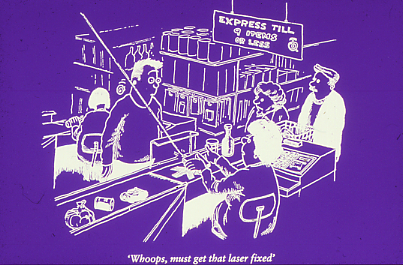 EXPRESS TILL
9 ITEMS
OR LESS
'Whoops, must get that laser fixed'